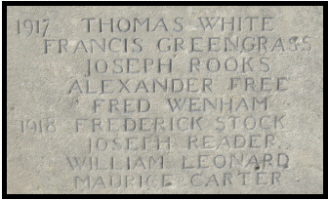 1917 THOMAS WHITE
FRANCIS GREENGRASS
JOSEPH ROOKS
ALEXANDER FREE
FRED WENHAM
1918 FREDERICK STOCK
JOSEPH READER
WILLIAM LEONARD
MAURICE CARTER